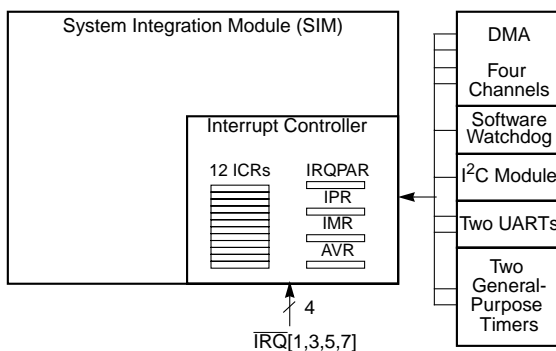 System Integration Module (SIM)
Interrupt Controller
12 ICRs
IRQPAR
IPR
IMR
AVR
4
IRQ[1,3,5,7]
DMA
Four
Channels
Software
Watchdog
I²C Module
Two UARTs
Two
General-
Purpose
Timers